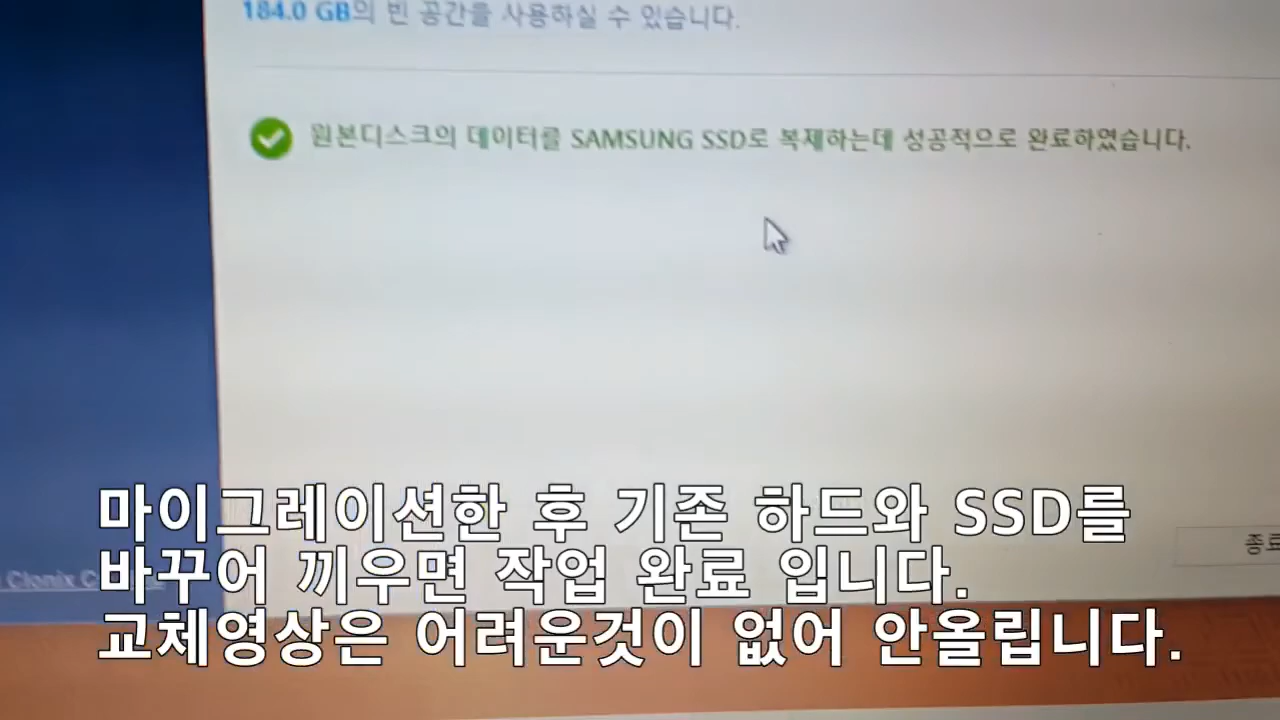 184.0 GB의 빈 공간을 사용하실 수 있습니다.
원본디스크의 데이터를 SAMSUNG SSD로 복제하는데 성공적으로 완료하였습니다.
마이그레이션한 후 기존 하드와 SSD를
종료
Clonix
바꾸어 끼우면 작업 완료 입니다.
교체영상은 어려운것이 없어 안올립니다.